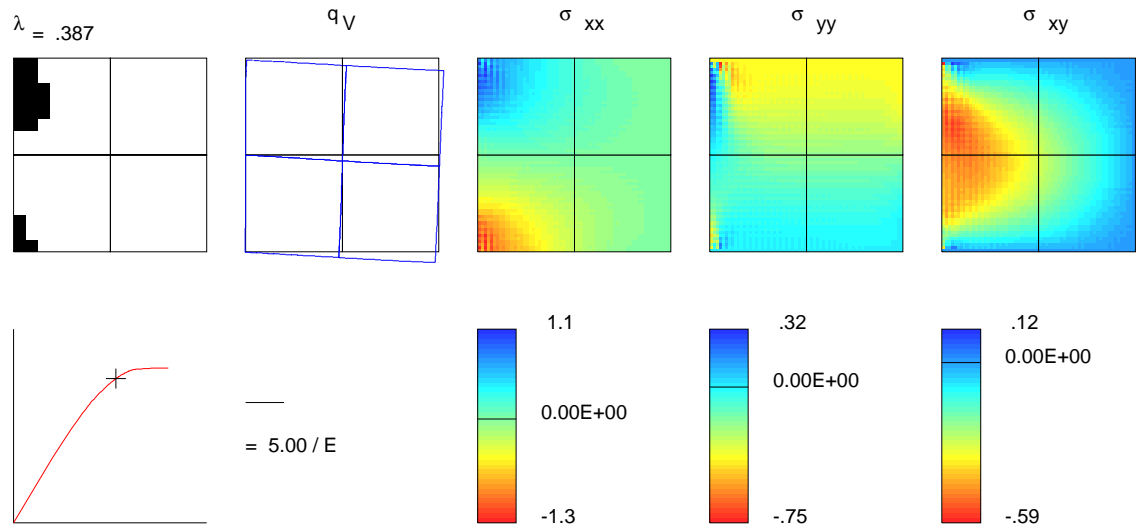 λ = .387
q V
σ xx
σ yy
σ xy
1.1
0.00E+00
-1.3
.32
0.00E+00
-.75
.12
0.00E+00
-.59
= 5.00 / E